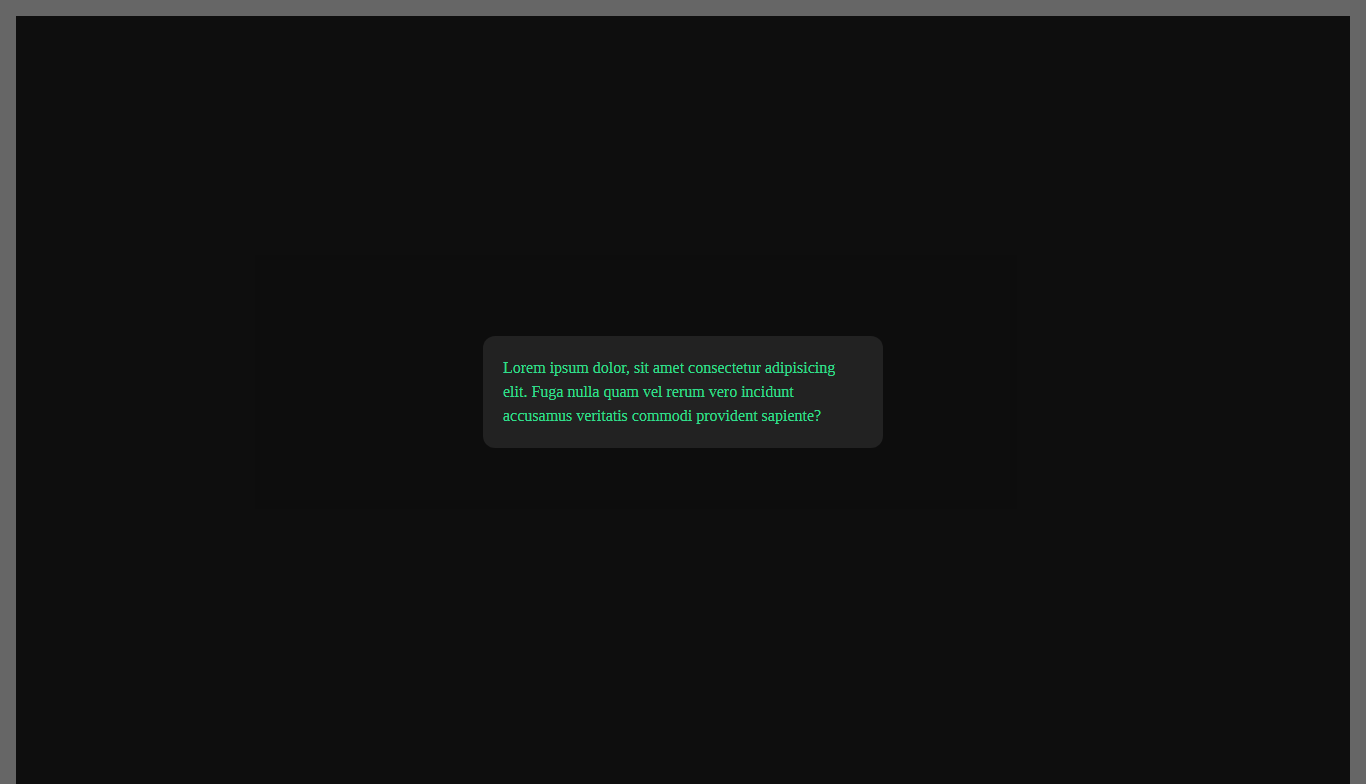 Lorem ipsum dolor, sit amet consectetur adipisicing
elit. Fuga nulla quam vel rerum vero incidunt
accusamus veritatis commodi provident sapiente?